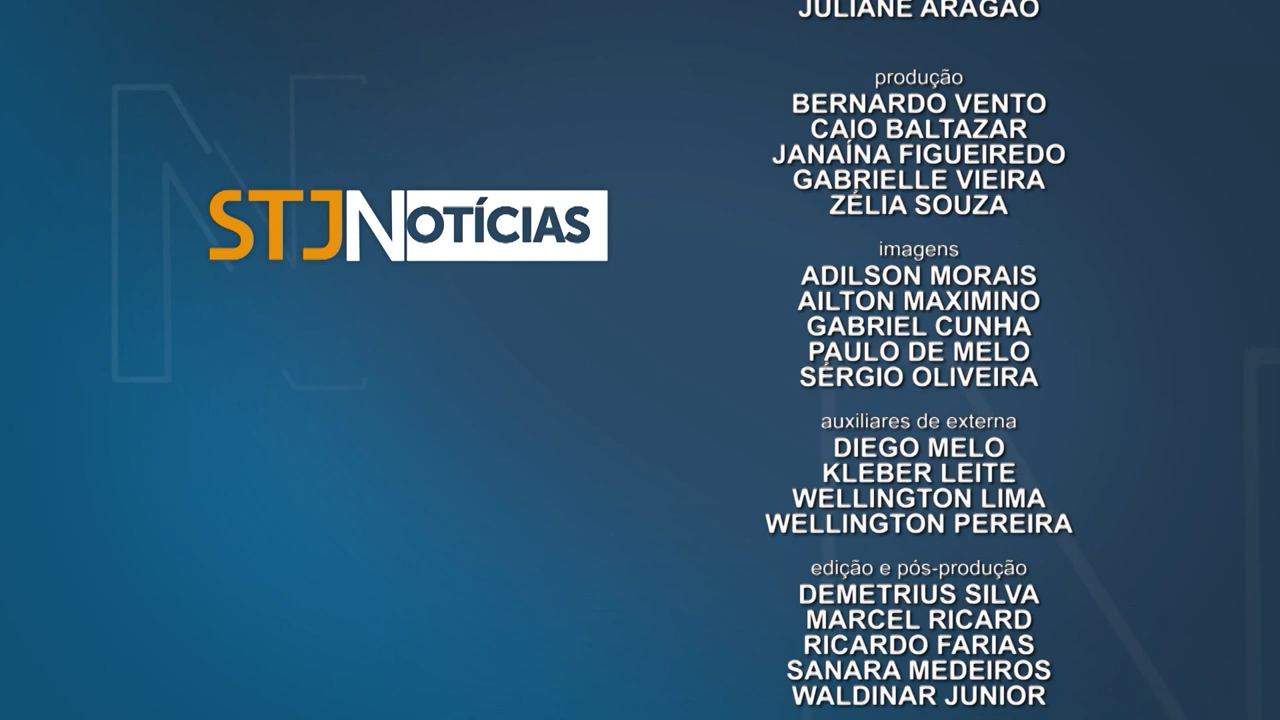 JULIANE ARAGÃO
produção
BERNARDO VENTO
CAIO BALTAZAR
JANAÍNA FIGUEIREDO
GABRIELLE VIEIRA
ZÉLIA SOUZA
STJNOTÍCIAS
imagens
ADILSON MORAIS
AILTON MAXIMINO
GABRIEL CUNHA
PAULO DE MELO
SÉRGIO OLIVEIRA
auxiliares de externa
DIEGO MELO
KLEBER LEITE
WELLINGTON LIMA
WELLINGTON PEREIRA
edição e pós-produção
DEMETRIUS SILVA
MARCEL RICARD
RICARDO FARIAS
SANARA MEDEIROS
WALDINAR JUNIOR